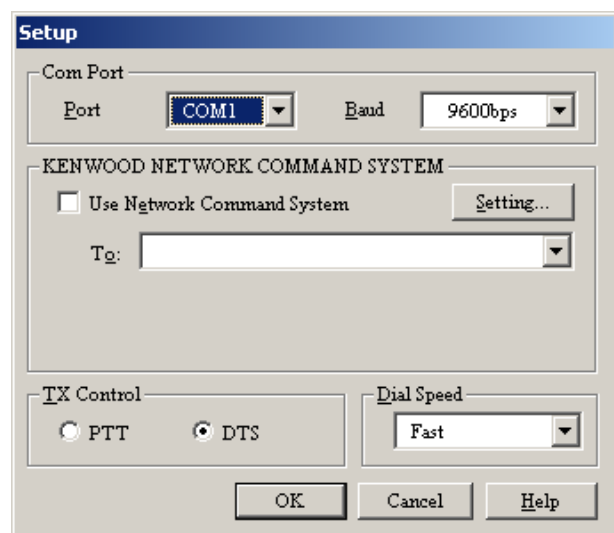 Setup
Com Port
Port COM1 Baud 9600bps
KENWOOD NETWORK COMMAND SYSTEM
Use Network Command System Setting...
To:
TX Control Dial Speed
PTT DTS Fast
OK Cancel Help